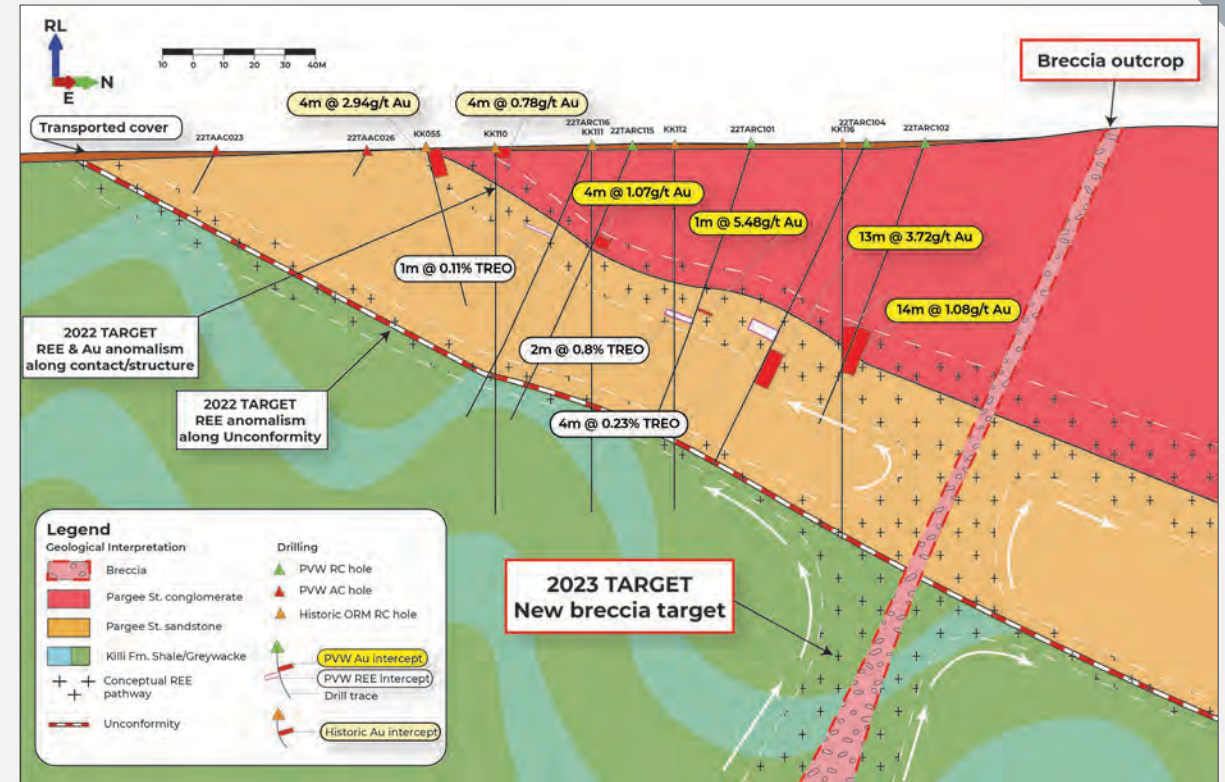 RL
N
E
10 0 10 20 30 40M
Breccia outcrop
4m @ 2.94g/t Au
4m @ 0.78g/t Au
Transported cover
22TAAC023
22TAAC026
KK055
KK110
22TARC116
KK111
22TARC115
KK112
22TARC101
22TARC104
KK116
22TARC102
4m @ 1.07g/t Au
1m @ 5.48g/t Au
13m @ 3.72g/t Au
1m @ 0.11% TREO
14m @ 1.08g/t Au
2022 TARGET
REE & Au anomalism
along contact/structure
2m @ 0.8% TREO
2022 TARGET
REE anomalism
along Unconformity
4m @ 0.23% TREO
2023 TARGET
New breccia target
Legend
Geological Interpretation
Breccia
Pargee St. conglomerate
Pargee St. sandstone
Killi Fm. Shale/Greywacke
Conceptual REE
pathway
Unconformity
Drilling
PVW RC hole
PVW AC hole
Historic ORM RC hole
PVW Au intercept
PVW REE Intercept
Drill trace
Historic Au intercept